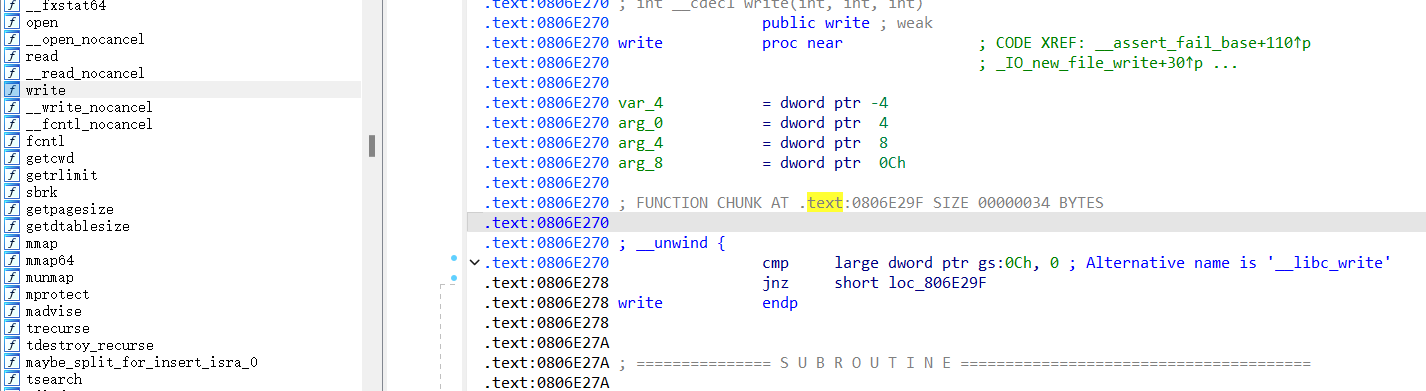 __fxstat64
open
__open_nocancel
read
__read_nocancel
write
__write_nocancel
__fcntl_nocancel
fcntl
getcwd
getrlimit
sbrk
getpagesize
getdtablesize
mmap
mmap64
munmap
mprotect
madvise
trecurse
tdestroy_recurse
maybe_split_for_insert_isra_0
tsearch
.text:0806E270 ; int __cdecl write(int, int, int)
.text:0806E270 public write ; weak
.text:0806E270 write proc near ; CODE XREF: __assert_fail_base+110↑p
.text:0806E270 ; _IO_new_file_write+30↑p ...
.text:0806E270
.text:0806E270 var_4 = dword ptr -4
.text:0806E270 arg_0 = dword ptr 4
.text:0806E270 arg_4 = dword ptr 8
.text:0806E270 arg_8 = dword ptr 0Ch
.text:0806E270
.text:0806E270 ; FUNCTION CHUNK AT .text:0806E29F SIZE 00000034 BYTES
.text:0806E270
.text:0806E270 ; __unwind {
.text:0806E270 cmp large dword ptr gs:0Ch, 0 ; Alternative name is '__libc_write'
.text:0806E278 jnz short loc_806E29F
.text:0806E278 write endp
.text:0806E278
.text:0806E27A
.text:0806E27A ; =============== S U B R O U T I N E =======================================
.text:0806E27A